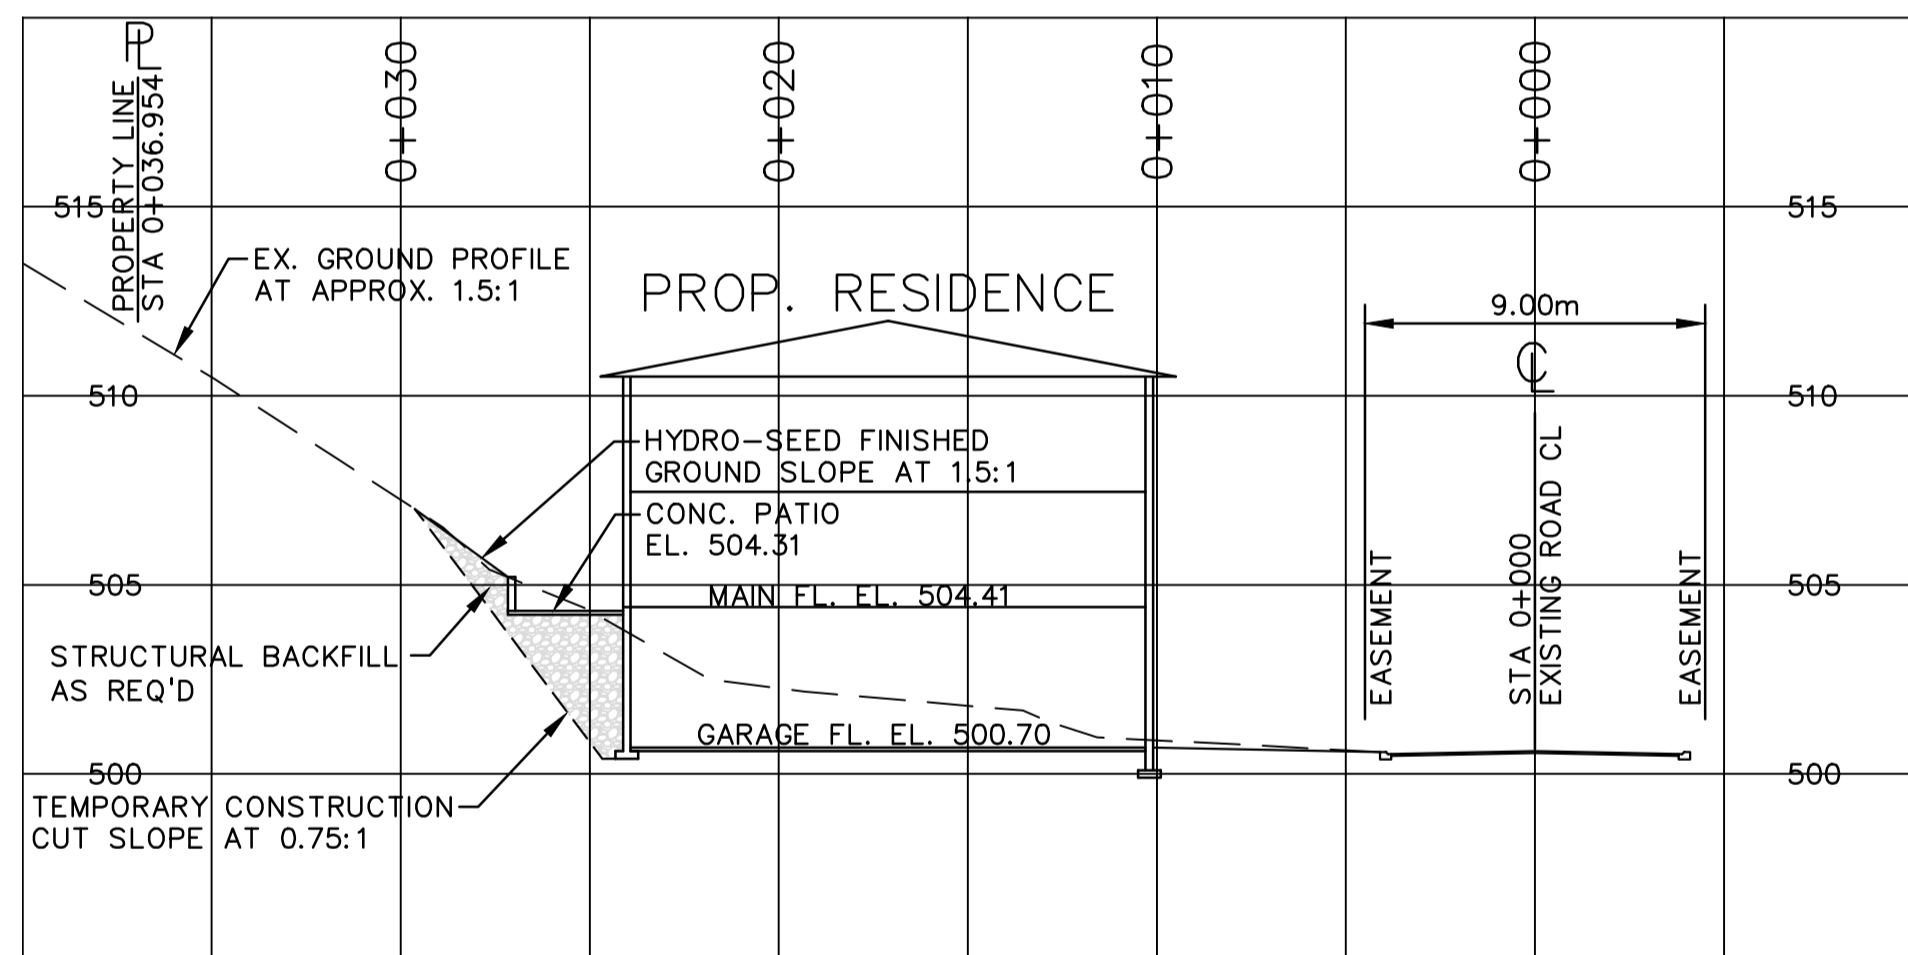 PROPERTY LINE
STA 0+036.954
PL
0+030
0+020
0+010
0+000
515
515
EX. GROUND PROFILE
AT APPROX. 1.5:1
PROP. RESIDENCE
9.00m
CL
510
510
HYDRO-SEED FINISHED
GROUND SLOPE AT 1.5:1
CONC. PATIO
EL. 504.31
505
505
MAIN FL. EL. 504.41
EASEMENT
STA 0+000
EXISTING ROAD CL
EASEMENT
STRUCTURAL BACKFILL
AS REQ'D
GARAGE FL. EL. 500.70
500
500
TEMPORARY CONSTRUCTION
CUT SLOPE AT 0.75:1